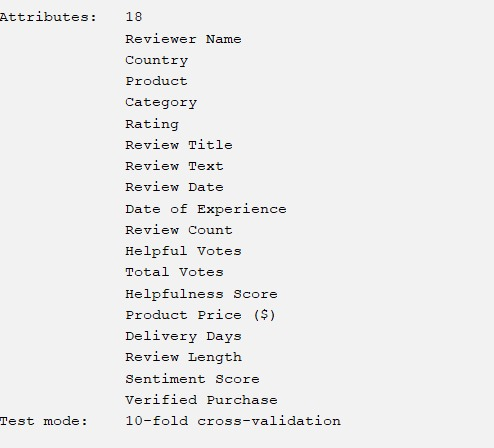 Attributes: 18
Reviewer Name
Country
Product
Category
Rating
Review Title
Review Text
Review Date
Date of Experience
Review Count
Helpful Votes
Total Votes
Helpfulness Score
Product Price ($)
Delivery Days
Review Length
Sentiment Score
Verified Purchase
Test mode: 10-fold cross-validation